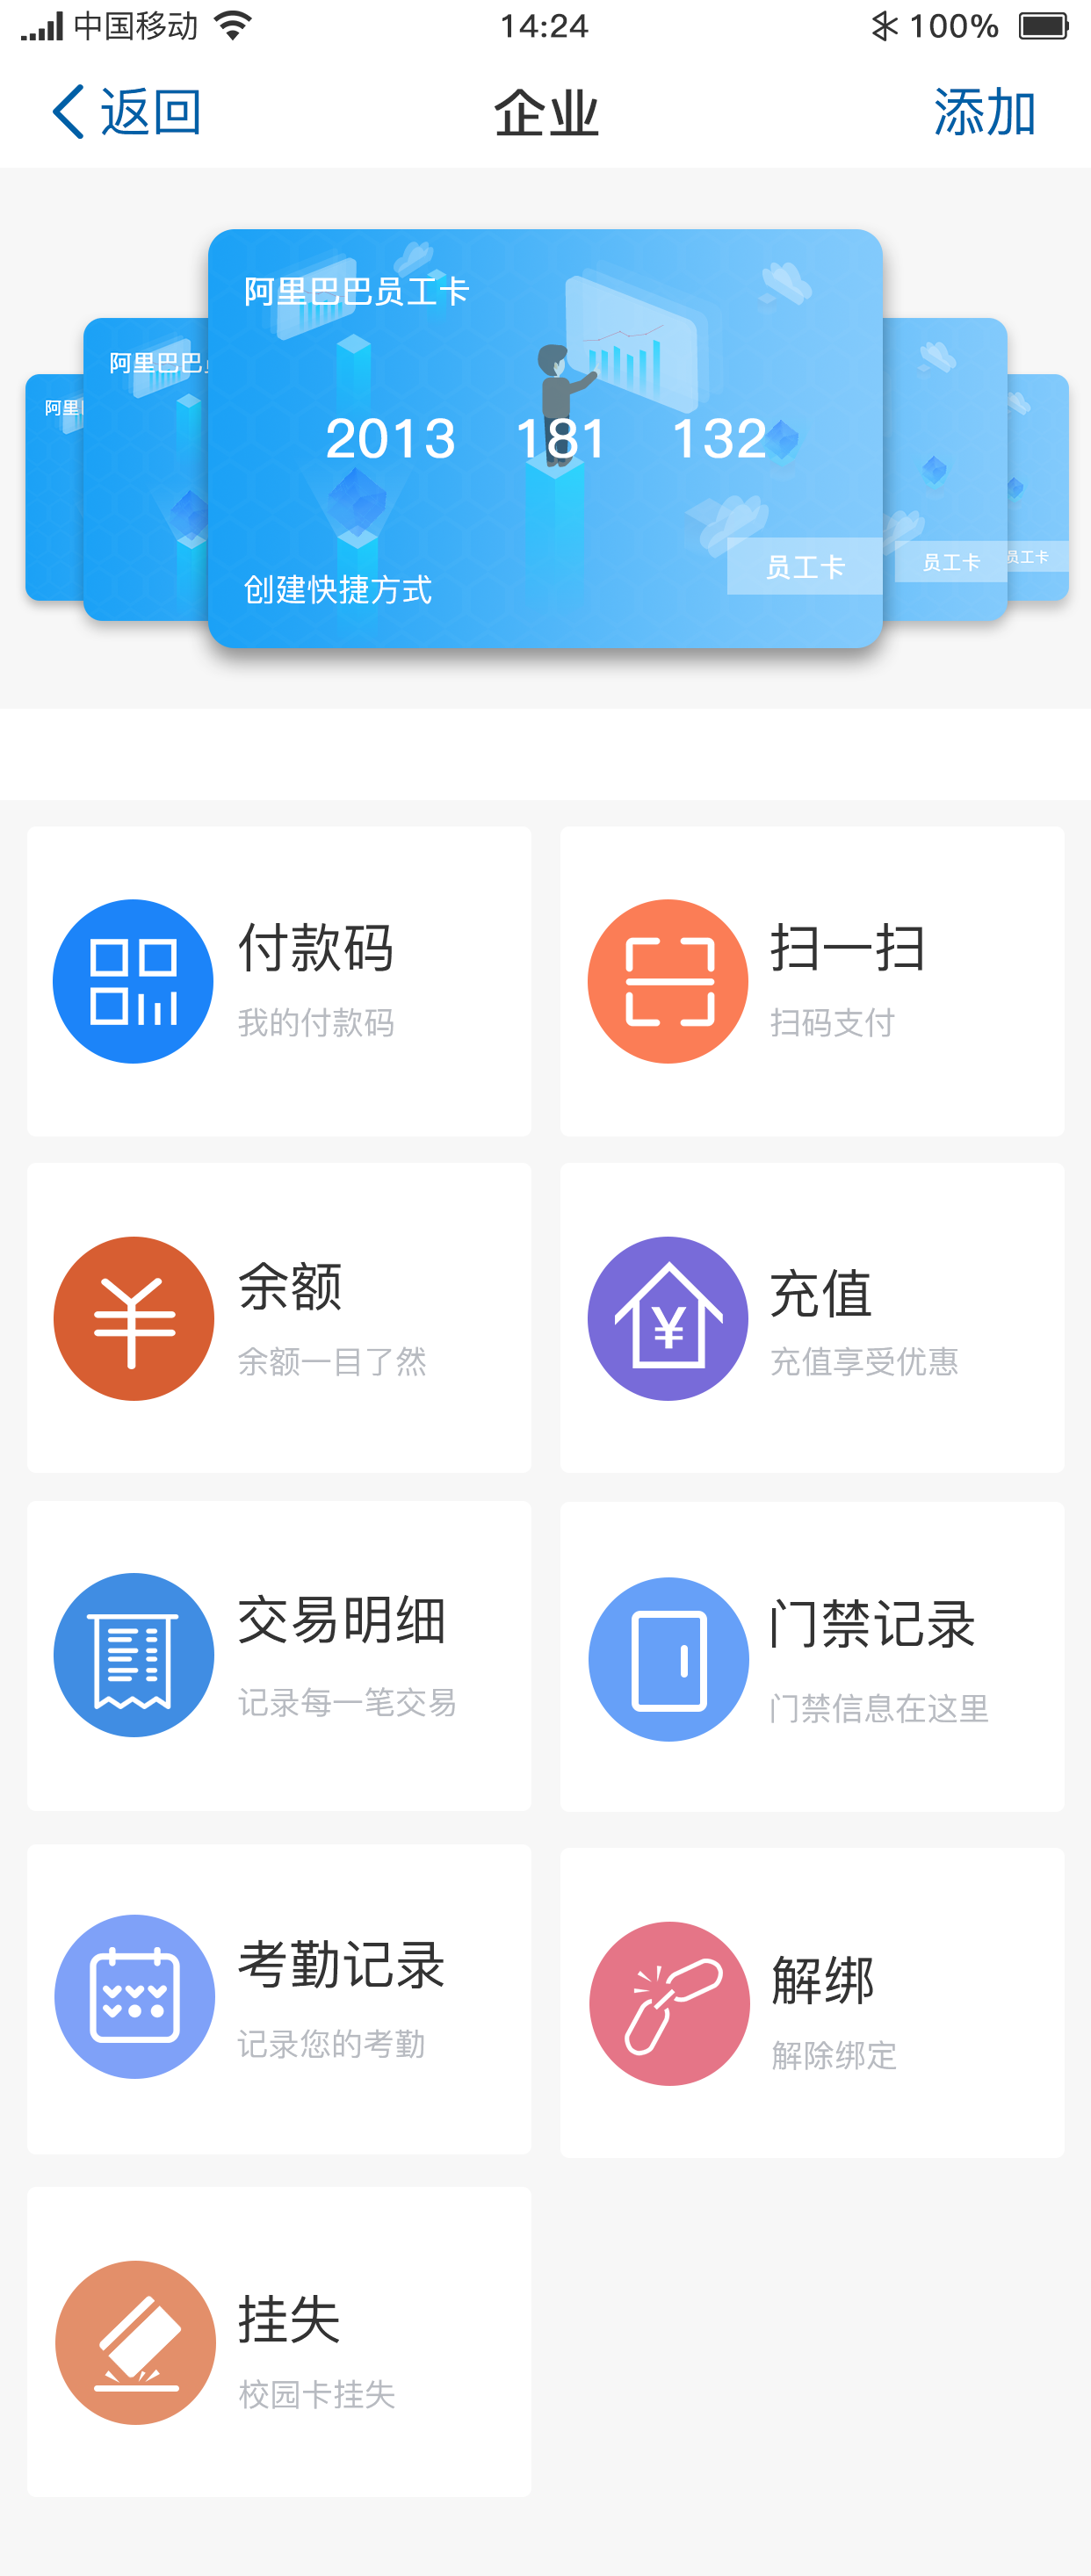 中国移动 14:24 100%
返回 企业 添加
阿里巴巴员工卡
阿里巴巴
阿里
2013 181 132
员工卡
员工卡
员工卡
创建快捷方式
付款码
我的付款码
扫一扫
扫码支付
余额
余额一目了然
充值
充值享受优惠
¥
交易明细
记录每一笔交易
门禁记录
门禁信息在这里
考勤记录
记录您的考勤
解绑
解除绑定
挂失
校园卡挂失